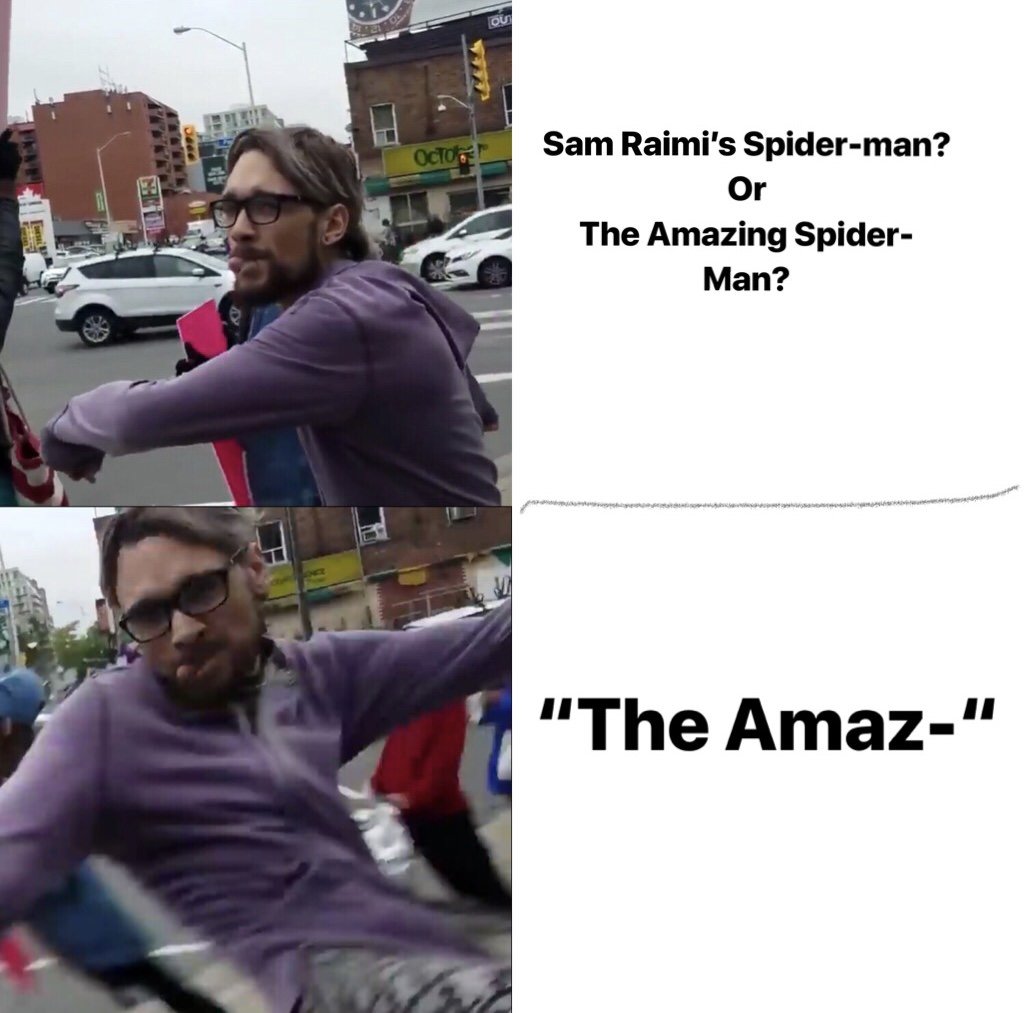 Sam Raimi’s Spider-man?
Or
The Amazing Spider-
Man?
“The Amaz-“